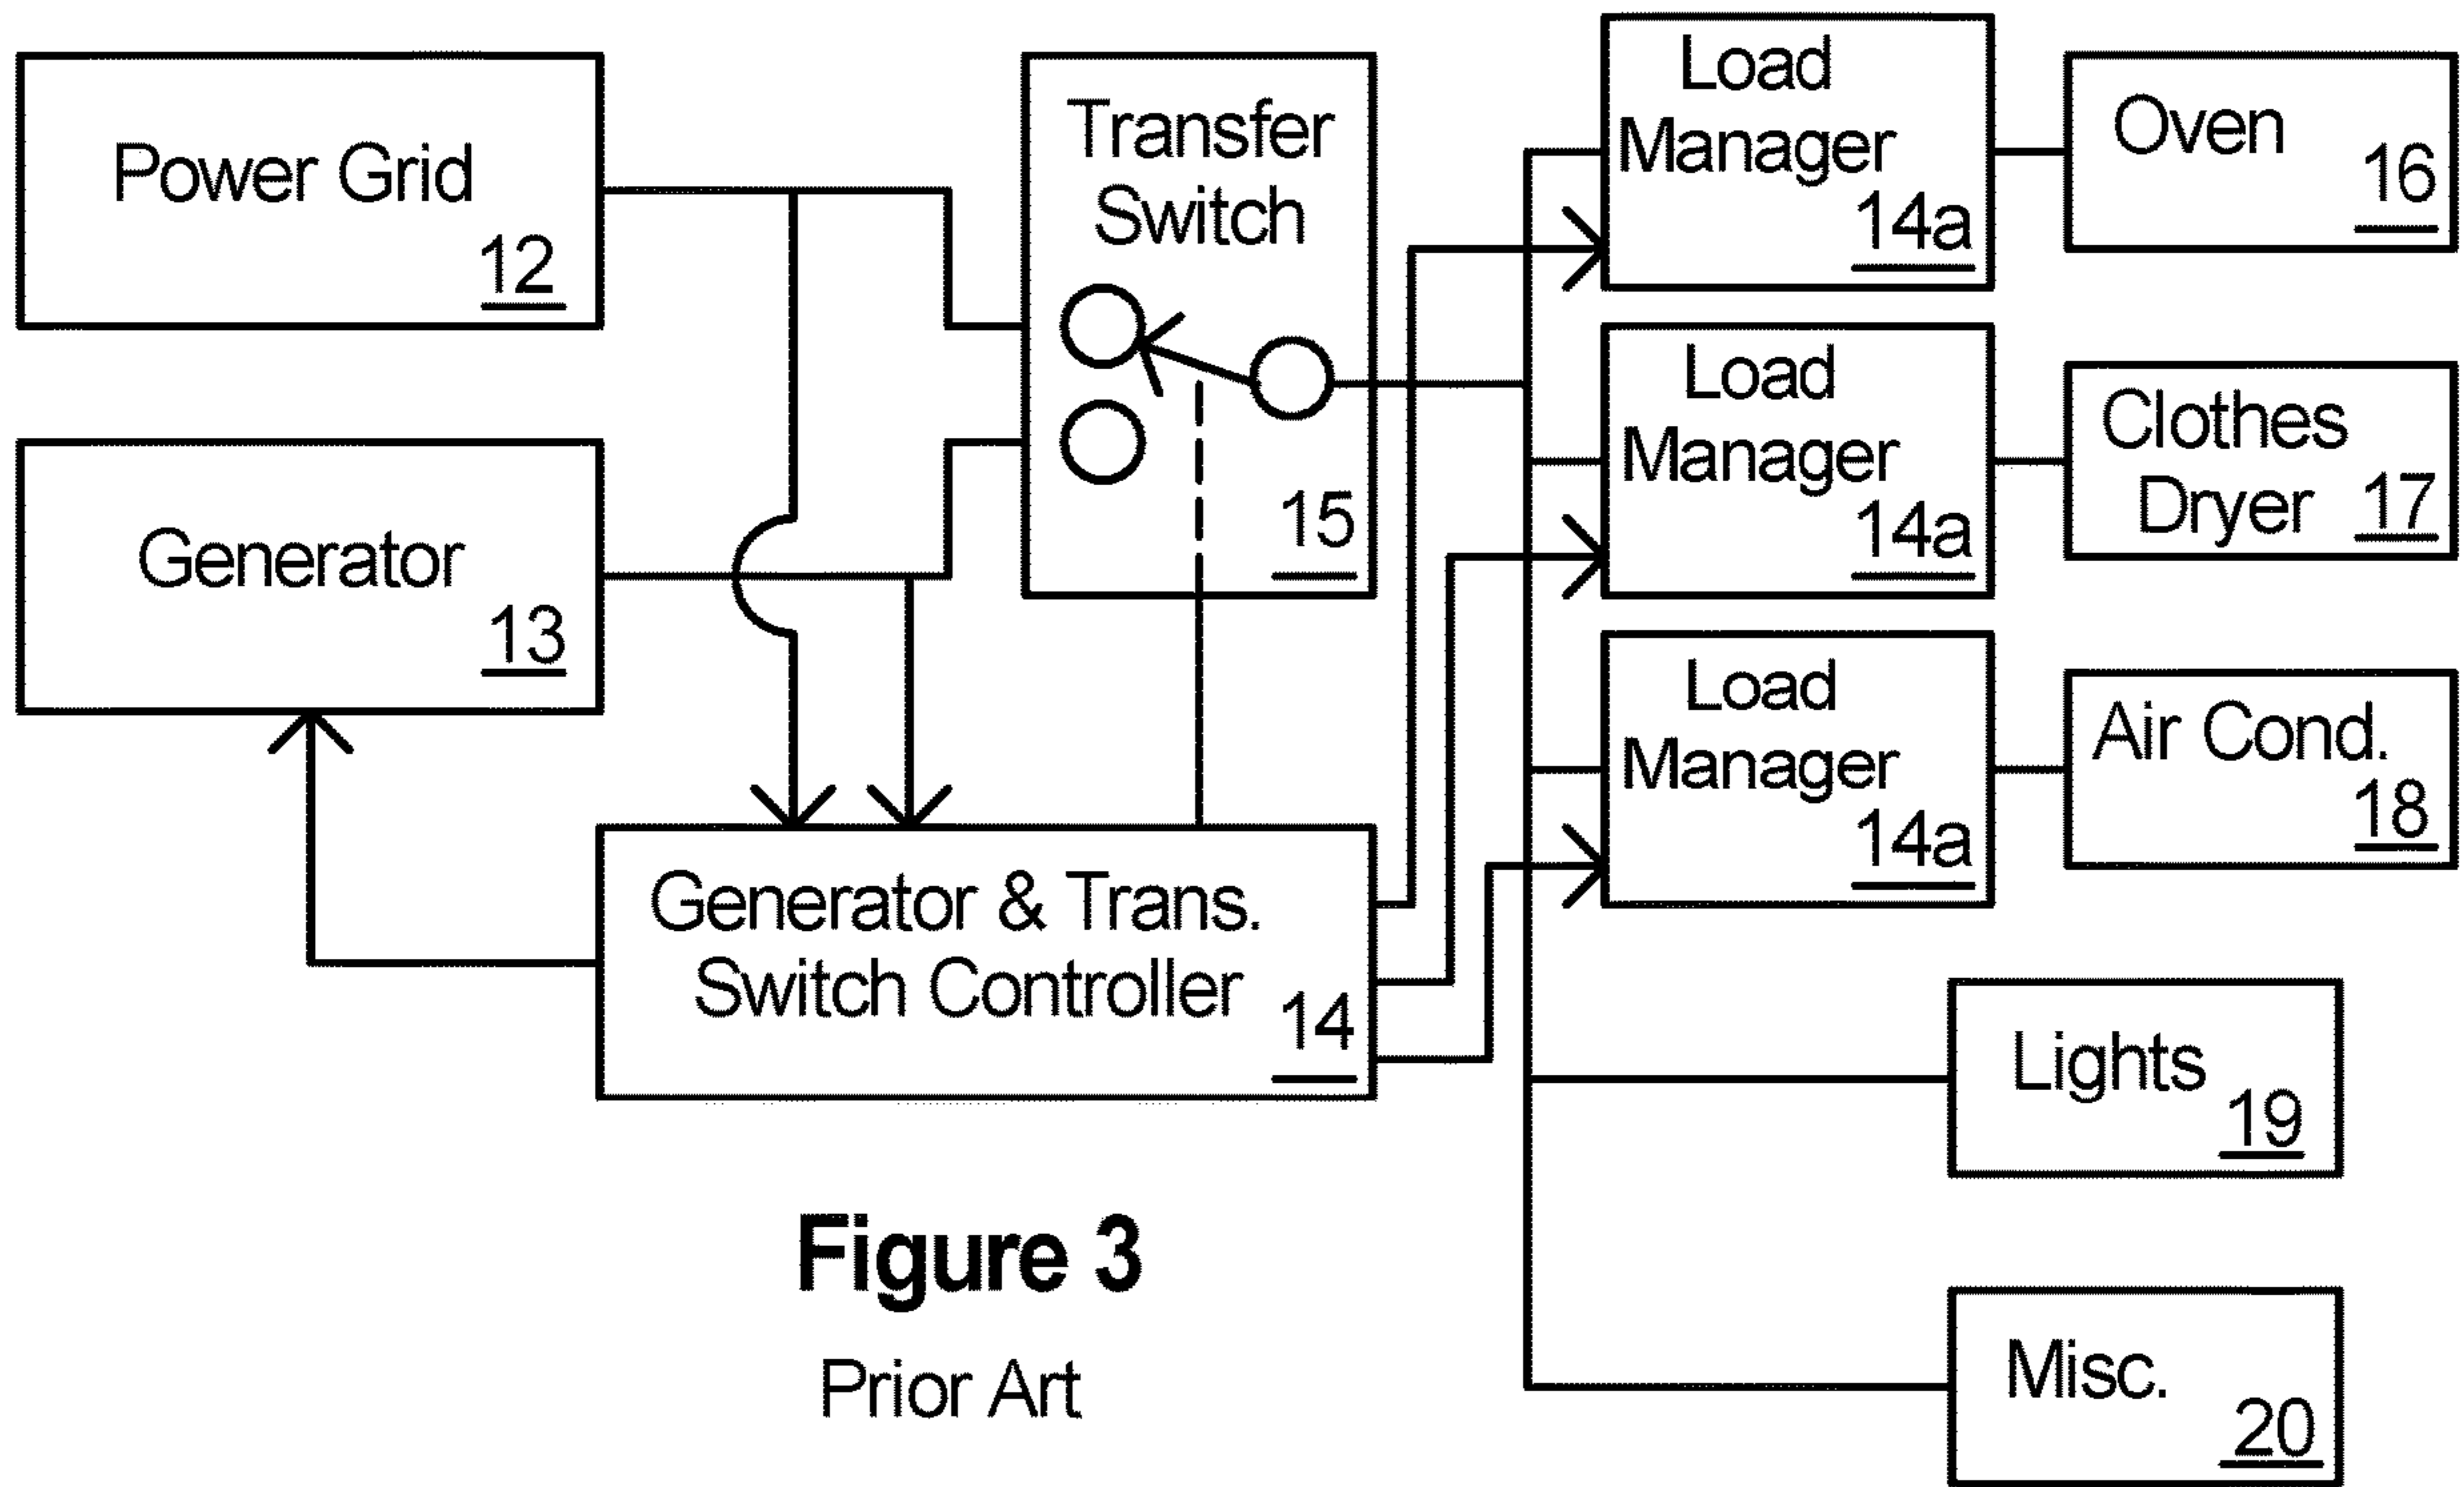 Power Grid
12
Generator
13
Transfer
Switch
15
Generator & Trans.
Switch Controller
14
Load
Manager
14a
Oven
16
Load
Manager
14a
Clothes
Dryer
17
Load
Manager
14a
Air Cond.
18
Lights
19
Misc.
20
Figure 3
Prior Art